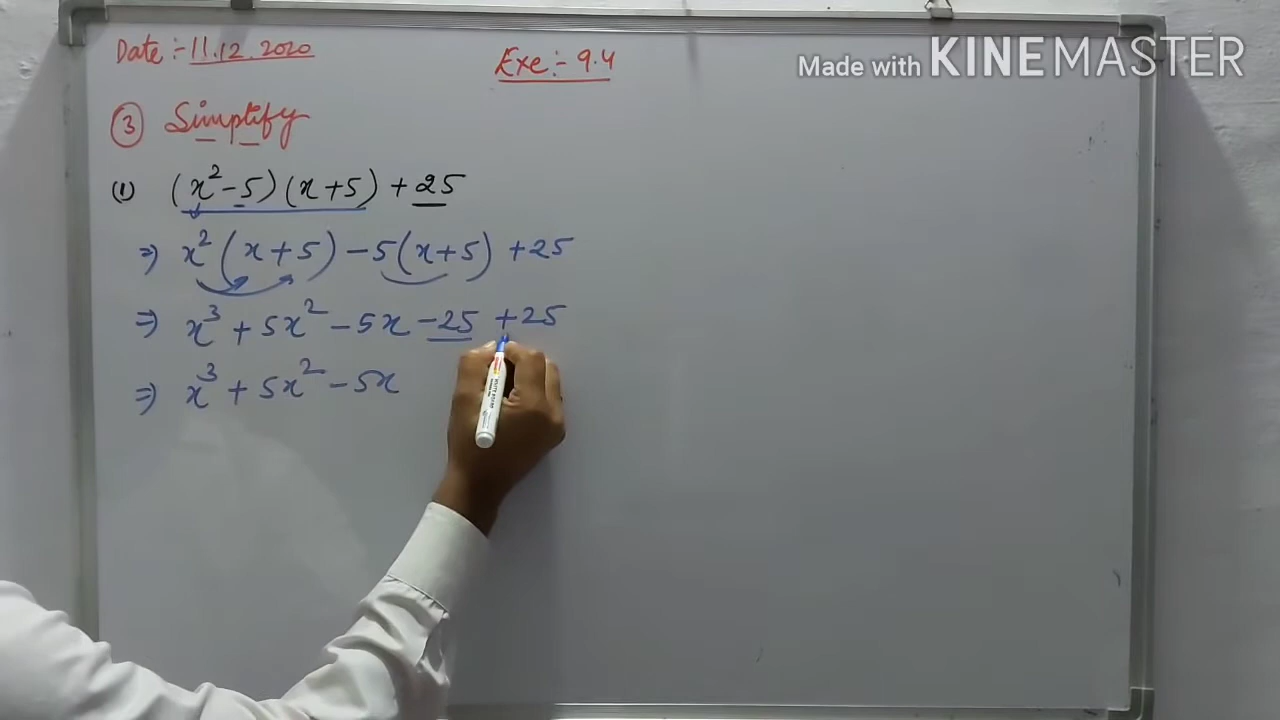 Date :- 11.12.2020
Exe :- 9.4
Made with KINEMASTER
③ Simplify
(1) (x² - 5)(x + 5) + 25
⇒ x²(x + 5) - 5(x + 5) + 25
⇒ x³ + 5x² - 5x - 25 + 25
⇒ x³ + 5x² - 5x